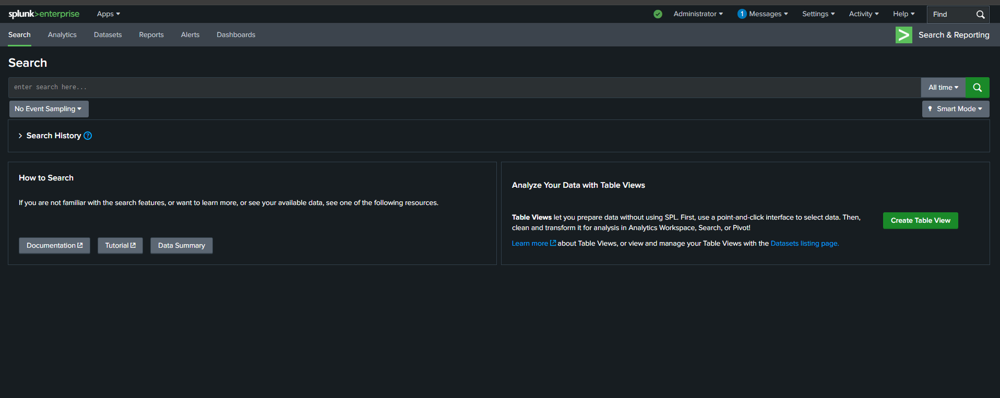 splunk>enterprise Apps Administrator 1 Messages Settings Activity Help Find
Search Analytics Datasets Reports Alerts Dashboards Search & Reporting
Search
enter search here... All time
No Event Sampling Smart Mode
Search History ?
How to Search
If you are not familiar with the search features, or want to learn more, or see your available data, see one of the following resources.
Documentation Tutorial Data Summary
Analyze Your Data with Table Views
Table Views let you prepare data without using SPL. First, use a point-and-click interface to select data. Then,
clean and transform it for analysis in Analytics Workspace, Search, or Pivot!
Learn more about Table Views, or view and manage your Table Views with the Datasets listing page.
Create Table View